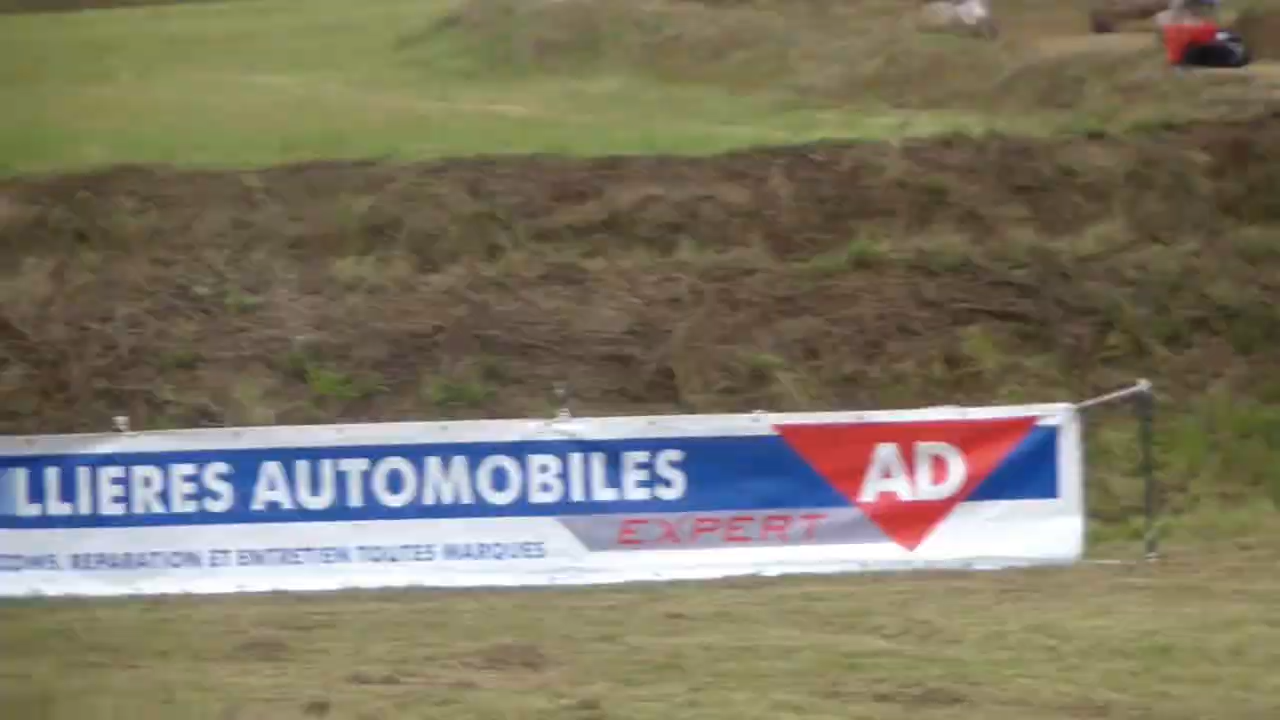 LLIERES AUTOMOBILES AD
EXPERT
REPARATION ET ENTRETIEN TOUTES MARQUES